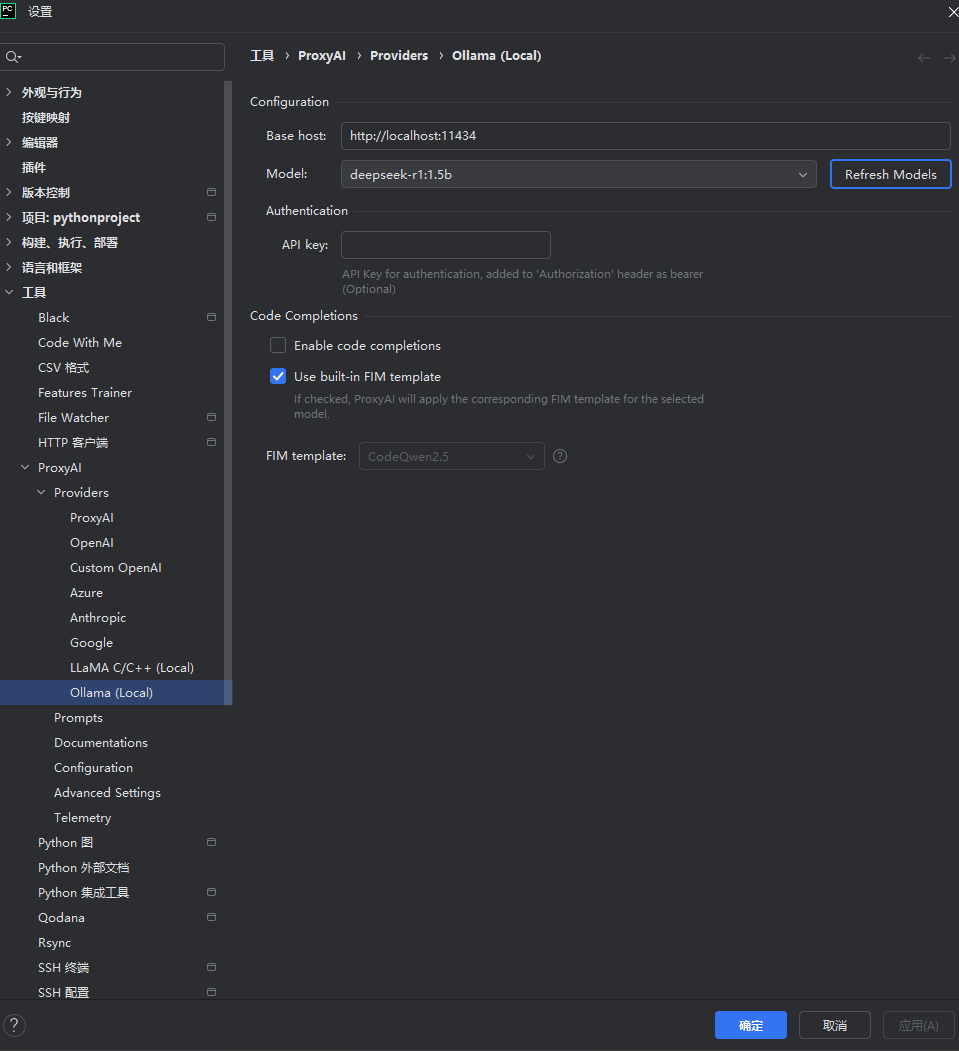 PC
设置
外观与行为
按键映射
编辑器
插件
版本控制
项目: pythonproject
构建、执行、部署
语言和框架
工具
Black
Code With Me
CSV 格式
Features Trainer
File Watcher
HTTP 客户端
ProxyAI
Providers
ProxyAI
OpenAI
Custom OpenAI
Azure
Anthropic
Google
LLaMA C/C++ (Local)
Ollama (Local)
Prompts
Documentations
Configuration
Advanced Settings
Telemetry
Python 图
Python 外部文档
Python 集成工具
Qodana
Rsync
SSH 终端
SSH 配置
工具 › ProxyAI › Providers › Ollama (Local)
Configuration
Base host: http://localhost:11434
Model: deepseek-r1:1.5b Refresh Models
Authentication
API key:
API Key for authentication, added to 'Authorization' header as bearer
(Optional)
Code Completions
Enable code completions
Use built-in FIM template
If checked, ProxyAI will apply the corresponding FIM template for the selected
model.
FIM template: CodeQwen2.5 ?
? 确定 取消 应用(A)